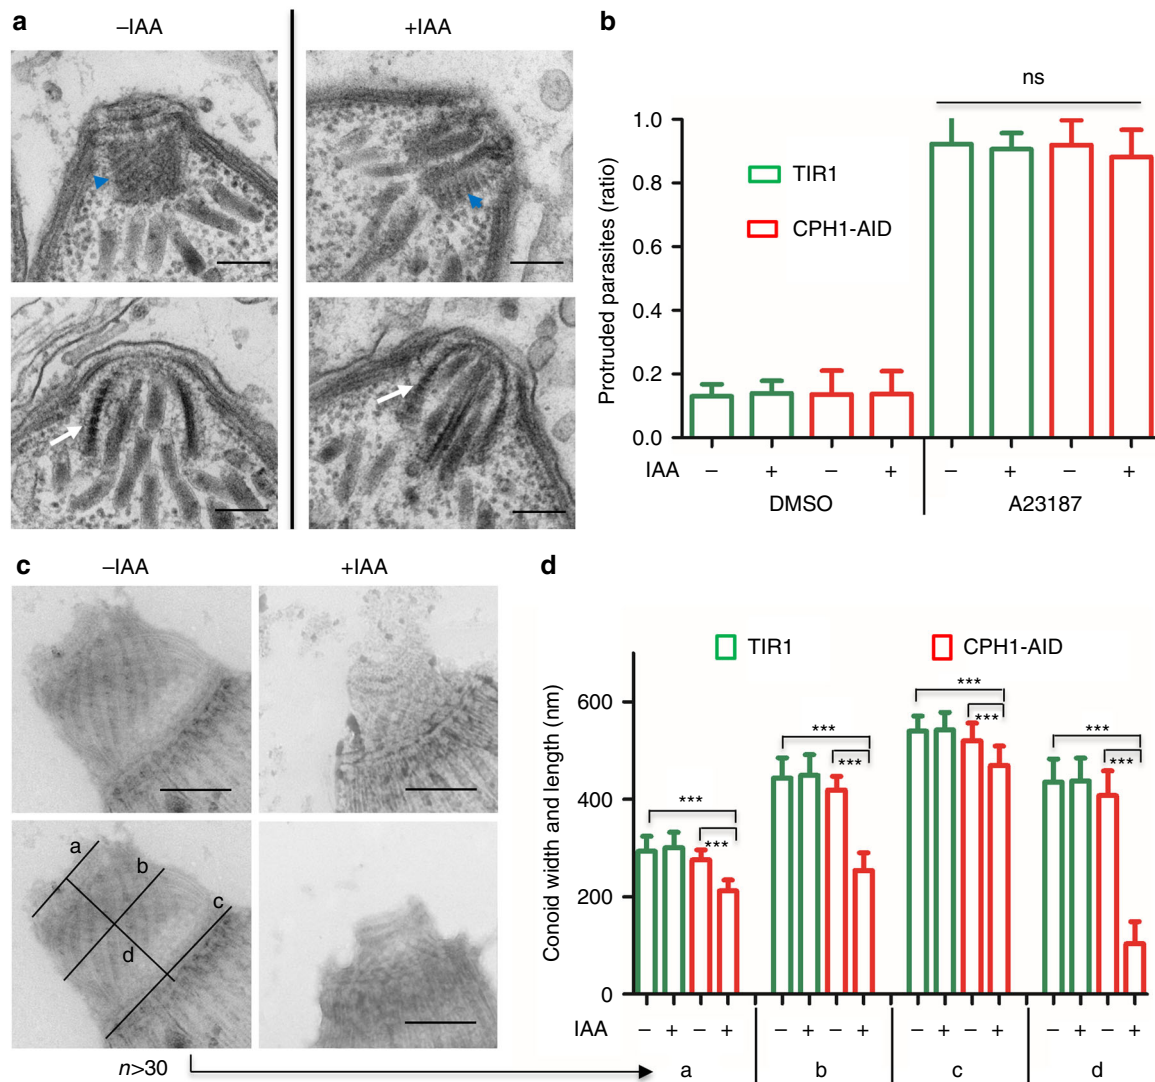 a
–IAA
+IAA
b
ns
Protruded parasites (ratio)
1.0
0.8
0.6
0.4
0.2
0.0
TIR1
CPH1-AID
IAA – + – + – + – +
DMSO A23187
c
–IAA
+IAA
a
b
c
d
n>30
d
TIR1
CPH1-AID
Conoid width and length (nm)
600
400
200
0
*** ***
*** ***
*** ***
*** ***
IAA – + – + – + – + – + – + – + – +
a b c d